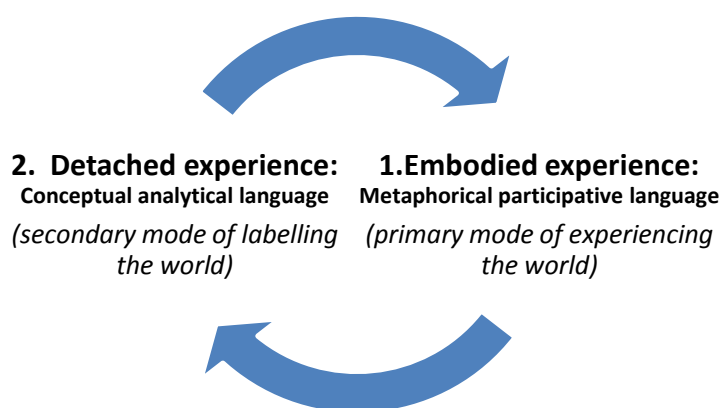 2. Detached experience:
Conceptual analytical language
(secondary mode of labelling
the world)
1.Embodied experience:
Metaphorical participative language
(primary mode of experiencing
the world)